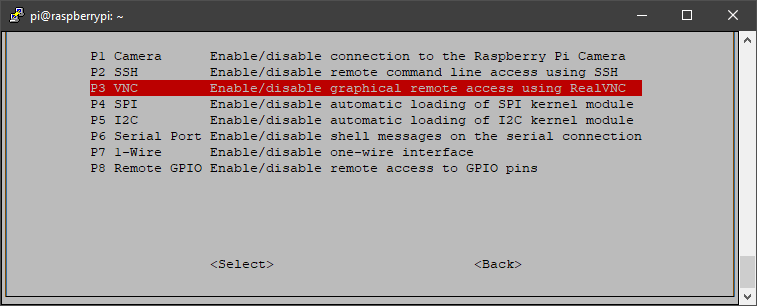 pi@raspberrypi: ~
P1 Camera      Enable/disable connection to the Raspberry Pi Camera
P2 SSH         Enable/disable remote command line access using SSH
P3 VNC         Enable/disable graphical remote access using RealVNC
P4 SPI         Enable/disable automatic loading of SPI kernel module
P5 I2C         Enable/disable automatic loading of I2C kernel module
P6 Serial Port Enable/disable shell messages on the serial connection
P7 1-Wire      Enable/disable one-wire interface
P8 Remote GPIO Enable/disable remote access to GPIO pins
<Select>                         <Back>